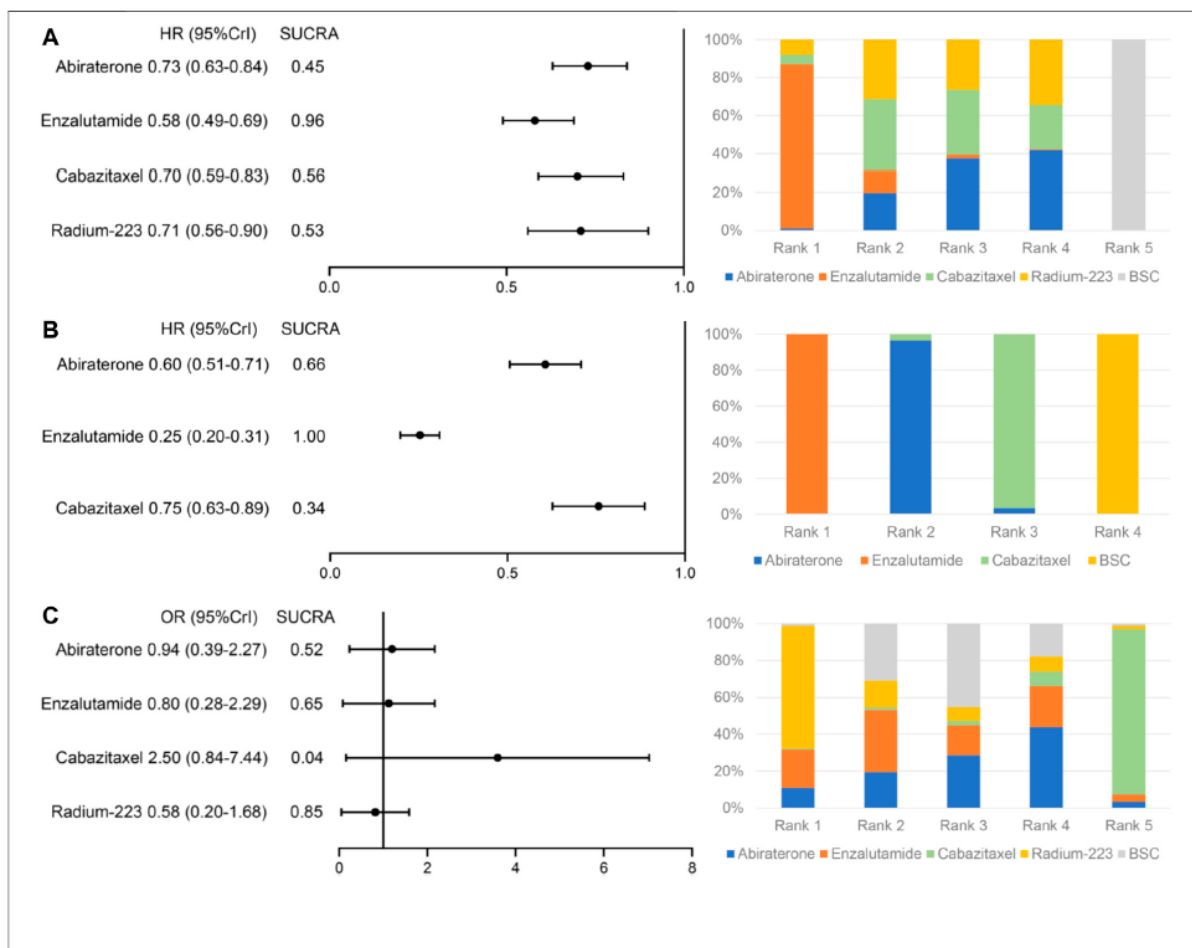 A HR (95%CrI) SUCRA
Abiraterone 0.73 (0.63-0.84) 0.45
Enzalutamide 0.58 (0.49-0.69) 0.96
Cabazitaxel 0.70 (0.59-0.83) 0.56
Radium-223 0.71 (0.56-0.90) 0.53
0.0 0.5 1.0
100%
80%
60%
40%
20%
0%
Rank 1 Rank 2 Rank 3 Rank 4 Rank 5
Abiraterone Enzalutamide Cabazitaxel Radium-223 BSC
B HR (95%CrI) SUCRA
Abiraterone 0.60 (0.51-0.71) 0.66
Enzalutamide 0.25 (0.20-0.31) 1.00
Cabazitaxel 0.75 (0.63-0.89) 0.34
0.0 0.5 1.0
100%
80%
60%
40%
20%
0%
Rank 1 Rank 2 Rank 3 Rank 4
Abiraterone Enzalutamide Cabazitaxel BSC
C OR (95%CrI) SUCRA
Abiraterone 0.94 (0.39-2.27) 0.52
Enzalutamide 0.80 (0.28-2.29) 0.65
Cabazitaxel 2.50 (0.84-7.44) 0.04
Radium-223 0.58 (0.20-1.68) 0.85
0 2 4 6 8
100%
80%
60%
40%
20%
0%
Rank 1 Rank 2 Rank 3 Rank 4 Rank 5
Abiraterone Enzalutamide Cabazitaxel Radium-223 BSC